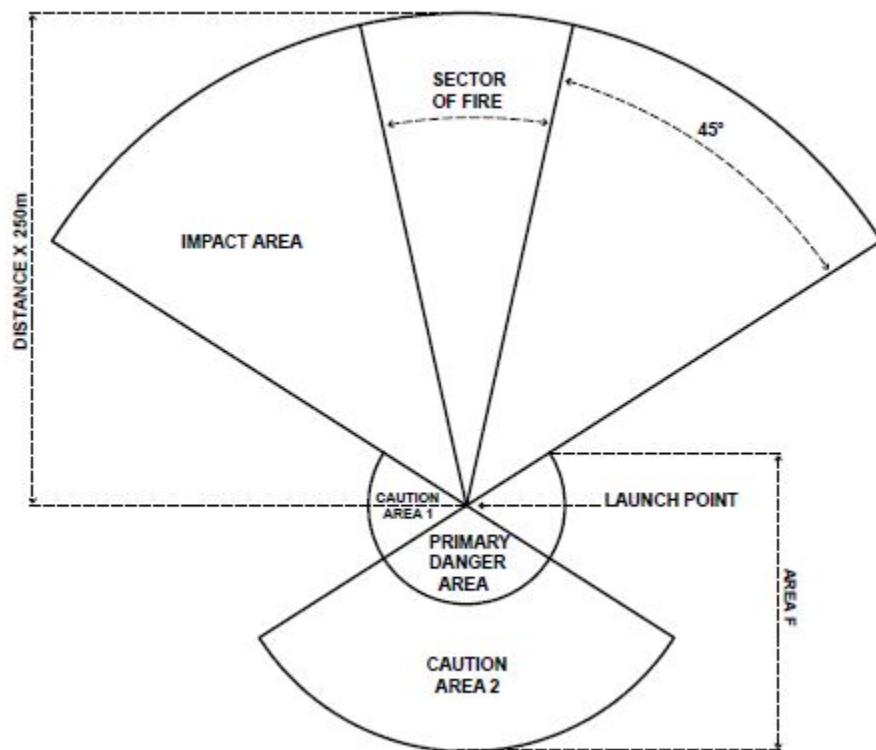 SECTOR
OF FIRE
45°
IMPACT AREA
DISTANCE X 250m
CAUTION
AREA 1
LAUNCH POINT
PRIMARY
DANGER
AREA
AREA F
CAUTION
AREA 2